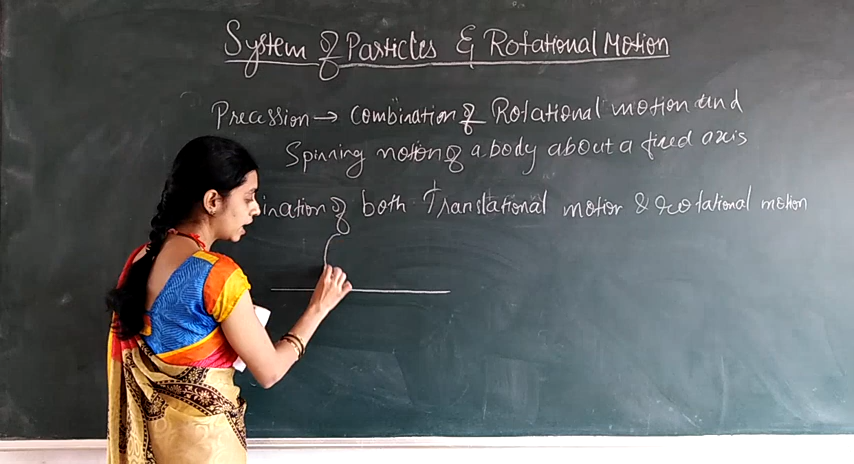 System of Particles & Rotational Motion
Precession → Combination of Rotational motion and
Spinning motion of a body about a fixed axis
ination of both Translational motion & rotational motion